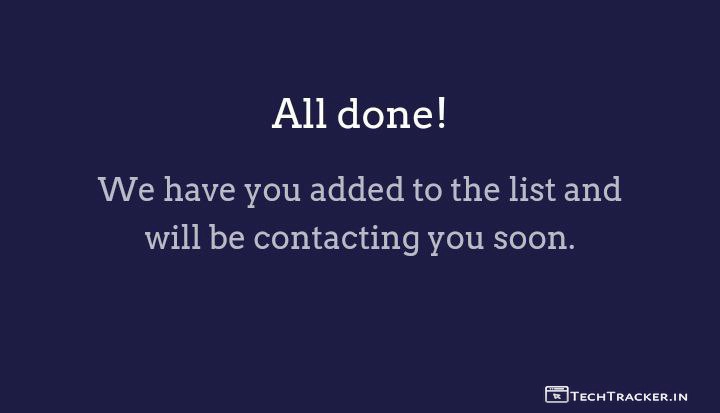 All done!
We have you added to the list and
will be contacting you soon.
TECHTRACKER.IN